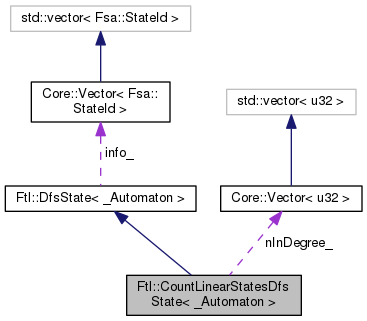 std::vector< Fsa::StateId >
Core::Vector< Fsa::
StateId >
std::vector< u32 >
info_
Ftl::DfsState< _Automaton >
Core::Vector< u32 >
nInDegree_
Ftl::CountLinearStatesDfs
State< _Automaton >